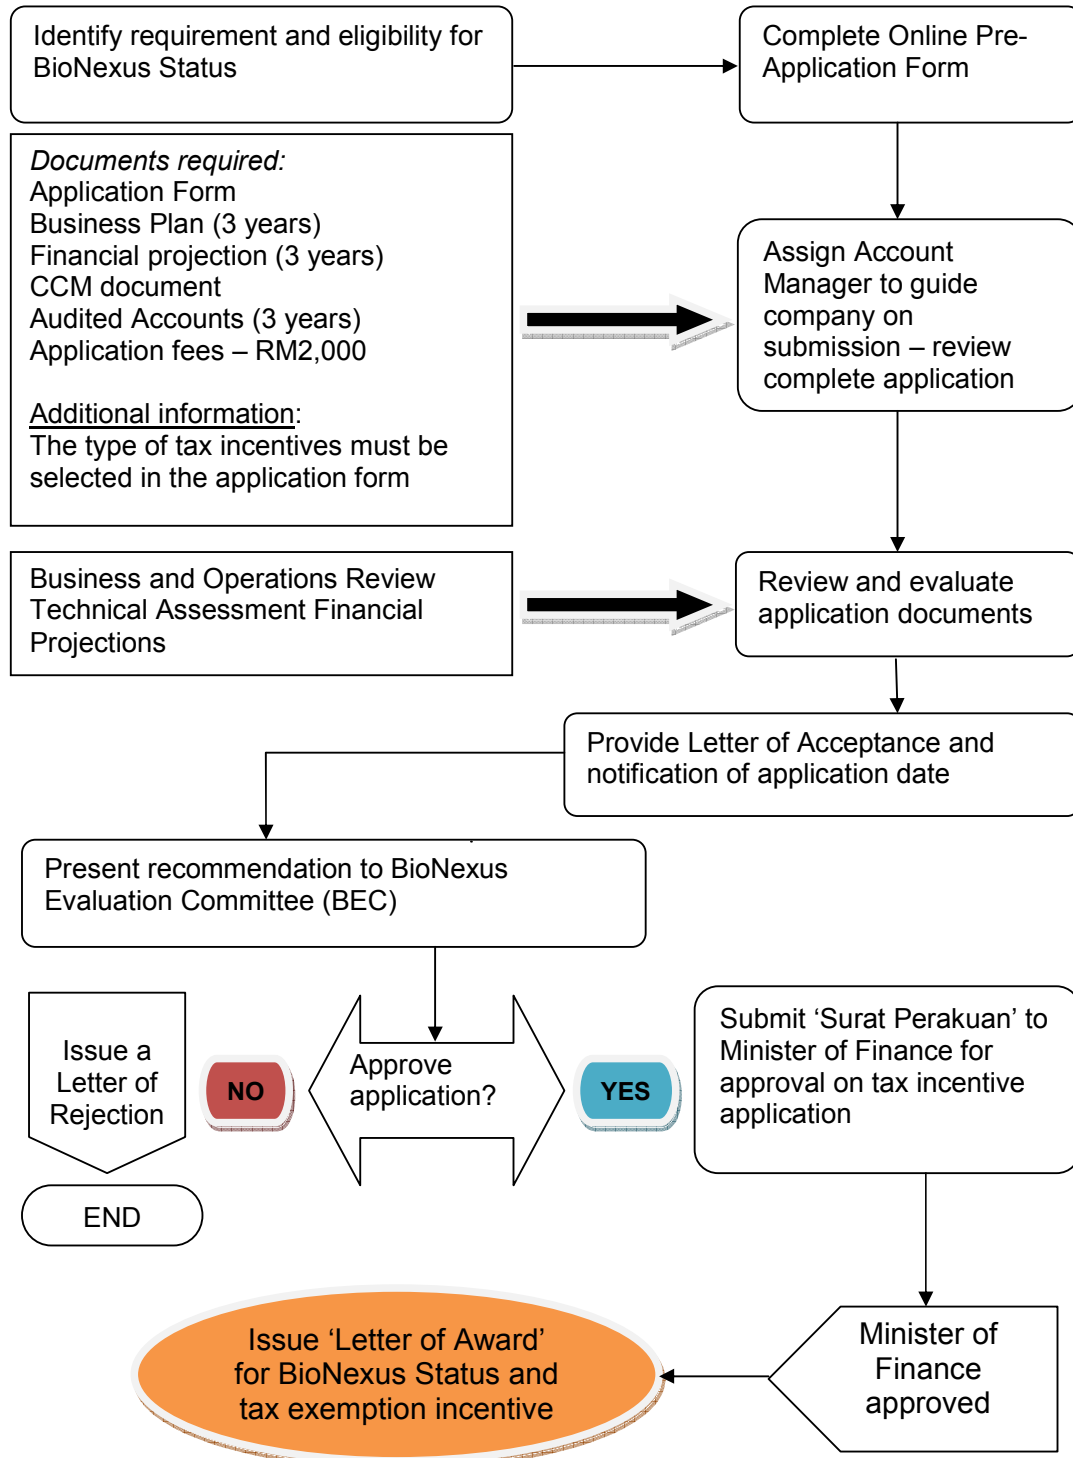 Identify requirement and eligibility for
BioNexus Status
Complete Online Pre-
Application Form
Documents required:
Application Form
Business Plan (3 years)
Financial projection (3 years)
CCM document
Audited Accounts (3 years)
Application fees – RM2,000
Additional information:
The type of tax incentives must be
selected in the application form
Assign Account
Manager to guide
company on
submission – review
complete application
Business and Operations Review
Technical Assessment Financial
Projections
Review and evaluate
application documents
Provide Letter of Acceptance and
notification of application date
Present recommendation to BioNexus
Evaluation Committee (BEC)
Issue a
Letter of
Rejection
NO
Approve
application?
YES
Submit ‘Surat Perakuan’ to
Minister of Finance for
approval on tax incentive
application
END
Issue ‘Letter of Award’
for BioNexus Status and
tax exemption incentive
Minister of
Finance
approved